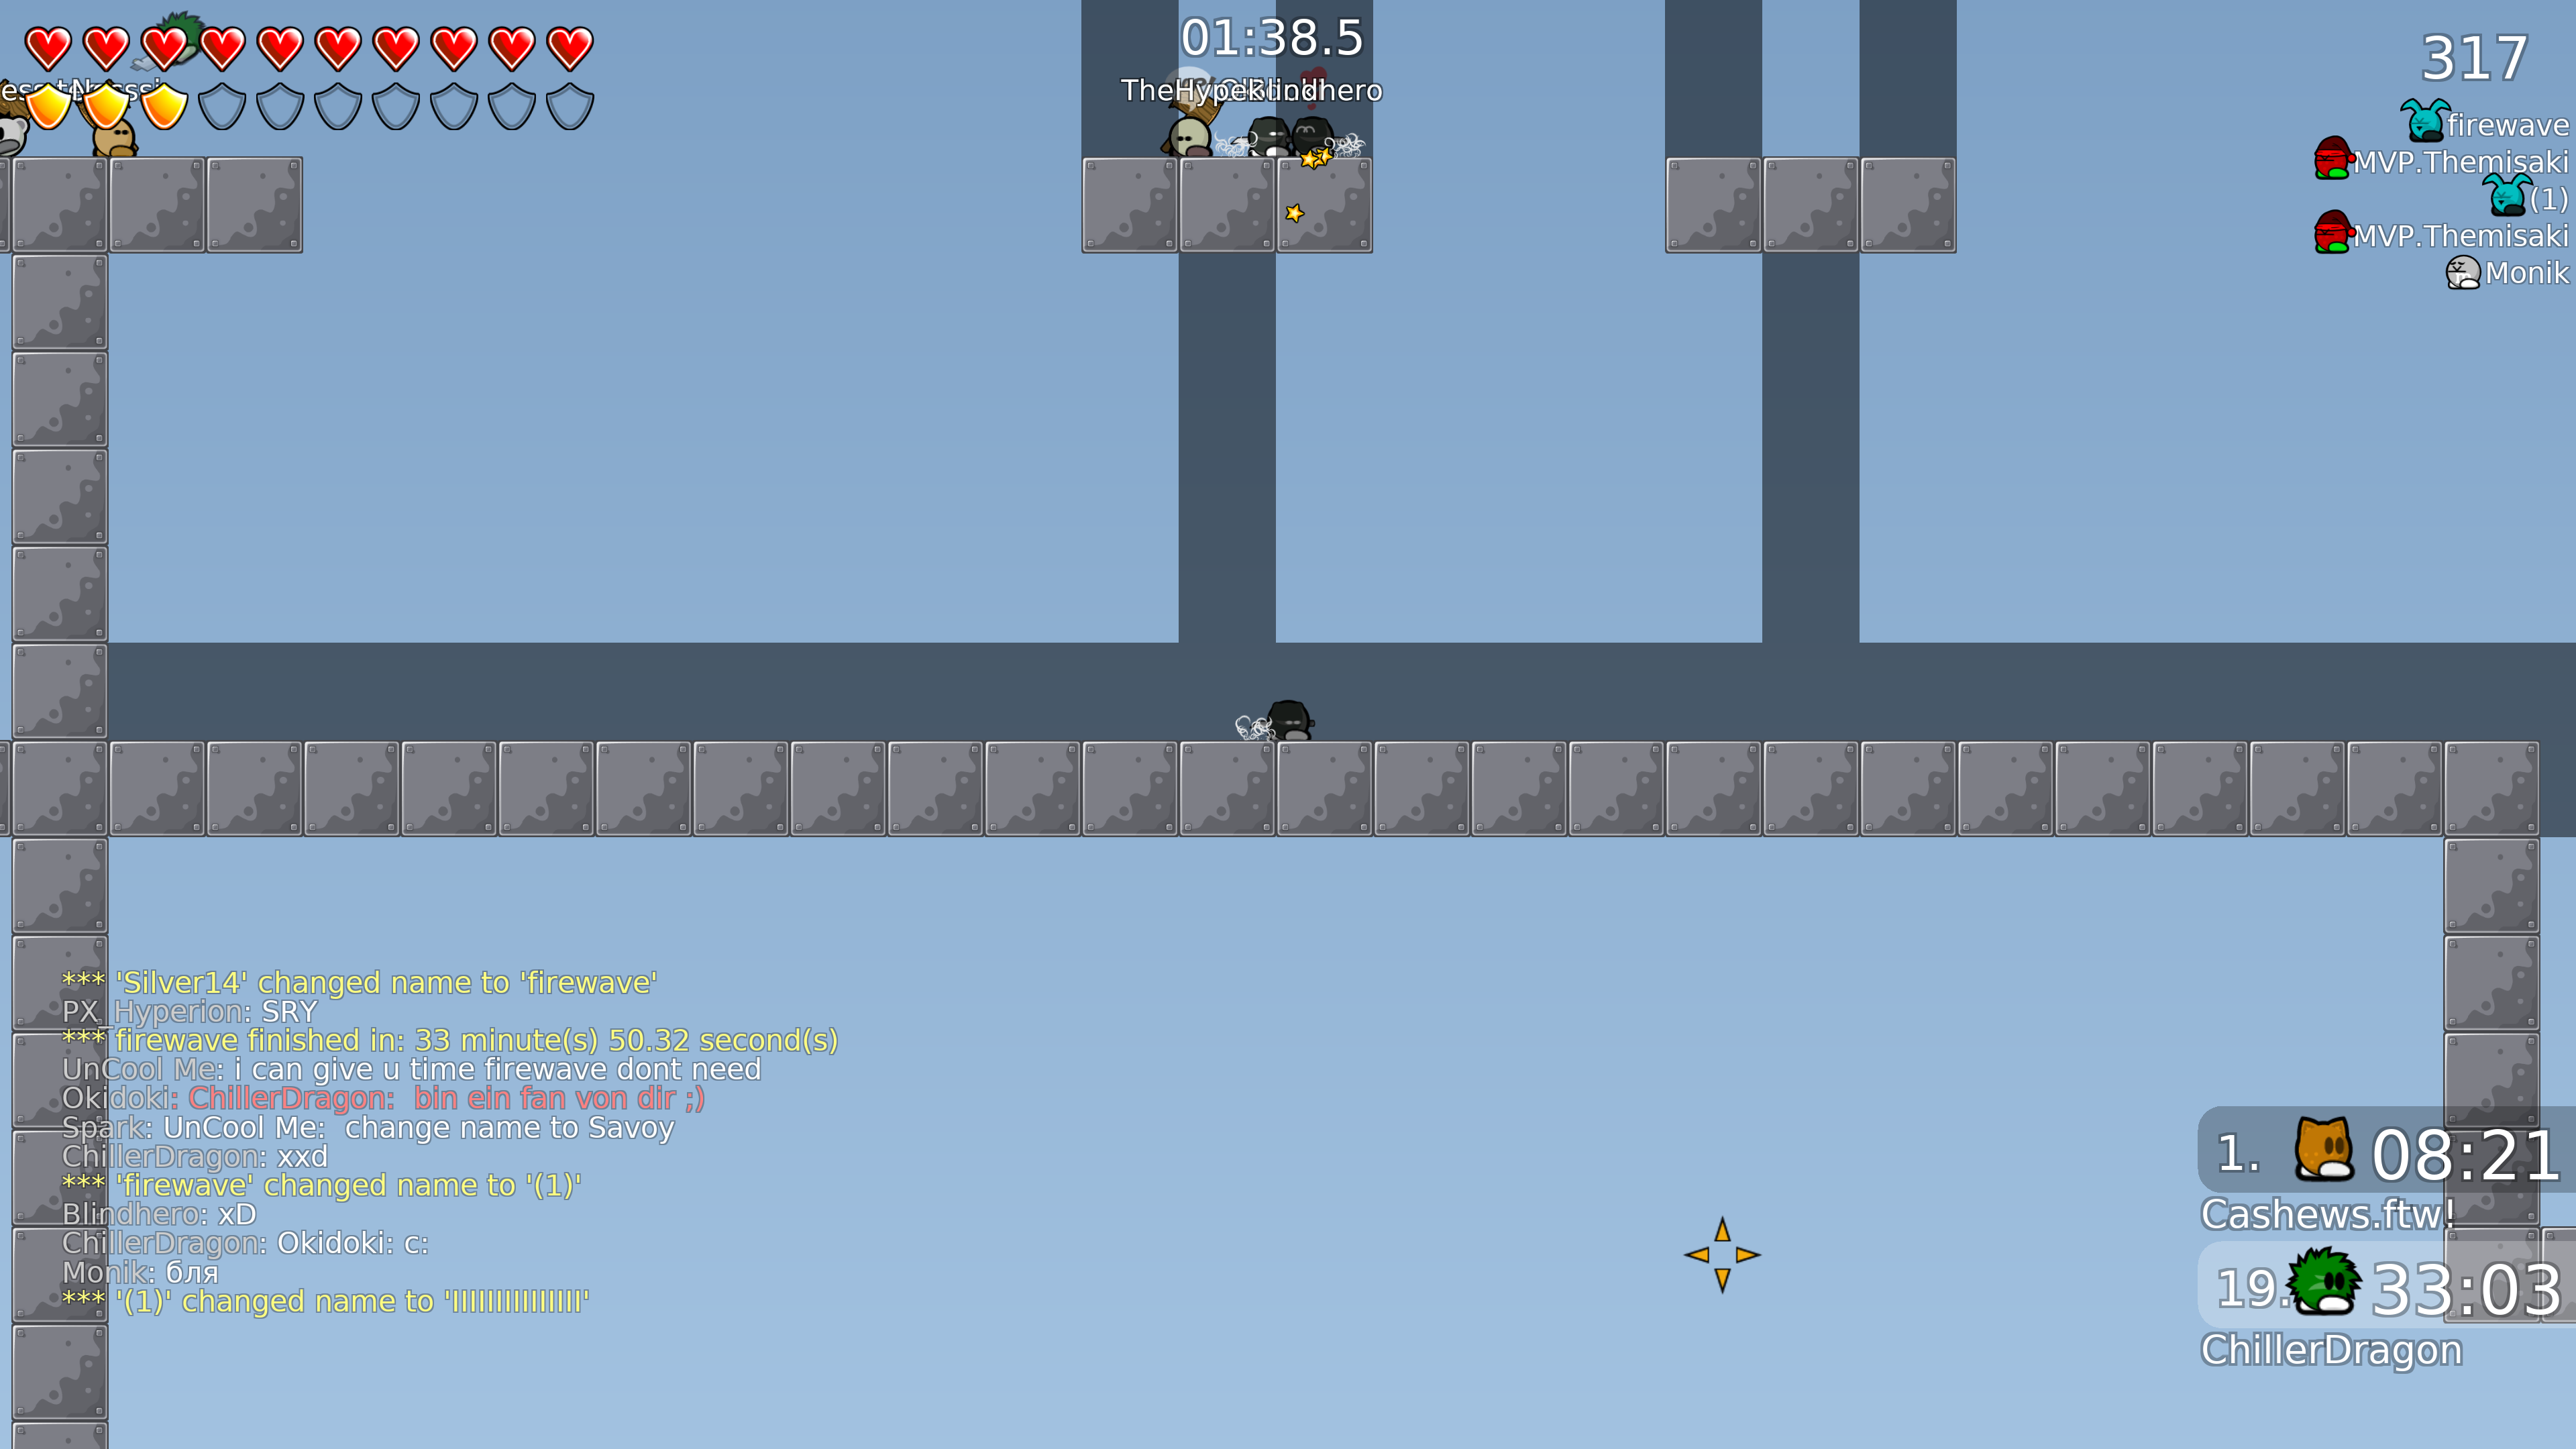 01:38.5
317
firewave
MVP.Themisaki
(1)
MVP.Themisaki
Monik
*** 'Silver14' changed name to 'firewave'
PX_Hyperion: SRY
*** firewave finished in: 33 minute(s) 50.32 second(s)
UnCool Me: i can give u time firewave dont need
Okidoki: ChillerDragon: bin ein fan von dir ;)
Spark: UnCool Me: change name to Savoy
ChillerDragon: xxd
*** 'firewave' changed name to '(1)'
Blindhero: xD
ChillerDragon: Okidoki: c:
Monik: бля
*** '(1)' changed name to 'IIIIIIIIIIIIIII'
1. 08:21
Cashews.ftw!
19. 33:03
ChillerDragon